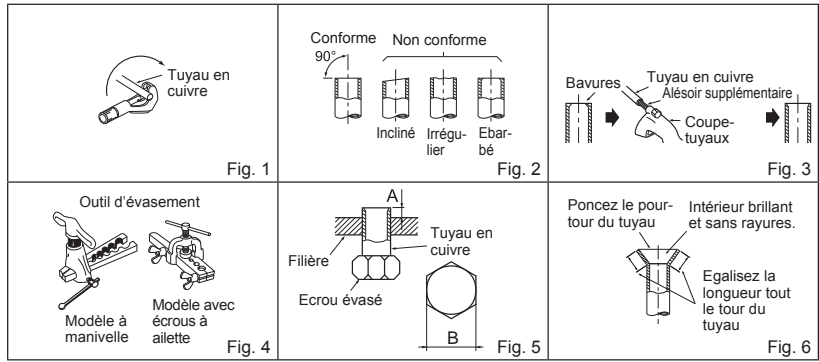 Tuyau en
cuivre
Fig. 1
Conforme
Non conforme
90°
Incliné
Irrégu-
lier
Ebar-
bé
Fig. 2
Bavures
Tuyau en cuivre
Alésoir supplémentaire
Coupe-
tuyaux
Fig. 3
Outil d’évasement
Modèle à
manivelle
Modèle avec
écrous à
ailette
Fig. 4
A
Tuyau en
cuivre
Filière
Ecrou évasé
B
Fig. 5
Poncez le pour-
tour du tuyau
Intérieur brillant
et sans rayures.
Egalisez la
longueur tout
le tour du
tuyau
Fig. 6